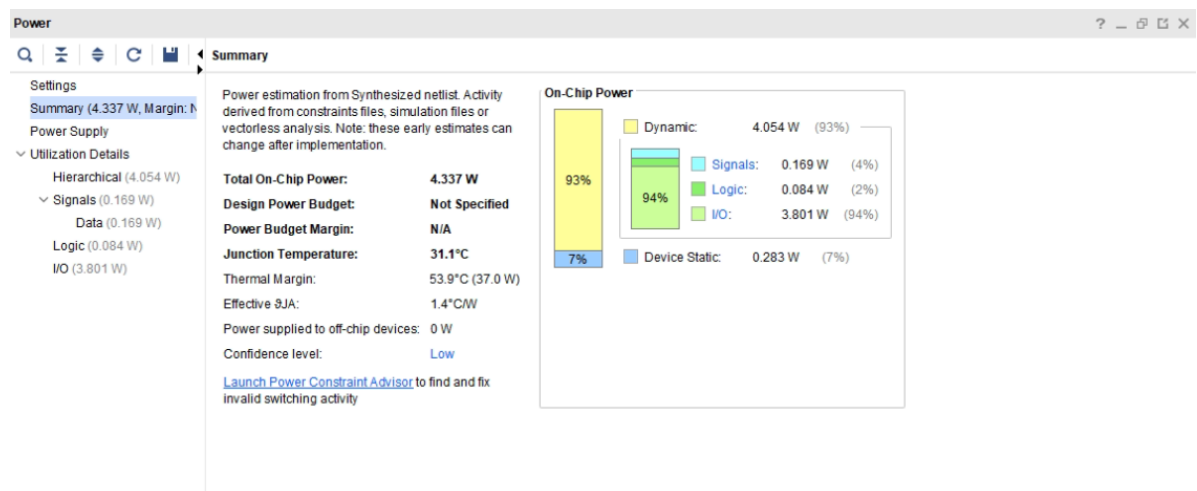 Power
?
Summary
Settings
Summary (4.337 W, Margin: N
Power Supply
Utilization Details
Hierarchical (4.054 W)
Signals (0.169 W)
Data (0.169 W)
Logic (0.084 W)
I/O (3.801 W)
Power estimation from Synthesized netlist. Activity
derived from constraints files, simulation files or
vectorless analysis. Note: these early estimates can
change after implementation.
Total On-Chip Power: 4.337 W
Design Power Budget: Not Specified
Power Budget Margin: N/A
Junction Temperature: 31.1°C
Thermal Margin: 53.9°C (37.0 W)
Effective ϑJA: 1.4°C/W
Power supplied to off-chip devices: 0 W
Confidence level: Low
Launch Power Constraint Advisor to find and fix
invalid switching activity
On-Chip Power
Dynamic: 4.054 W (93%)
Signals: 0.169 W (4%)
93%
Logic: 0.084 W (2%)
94%
I/O: 3.801 W (94%)
7%
Device Static: 0.283 W (7%)